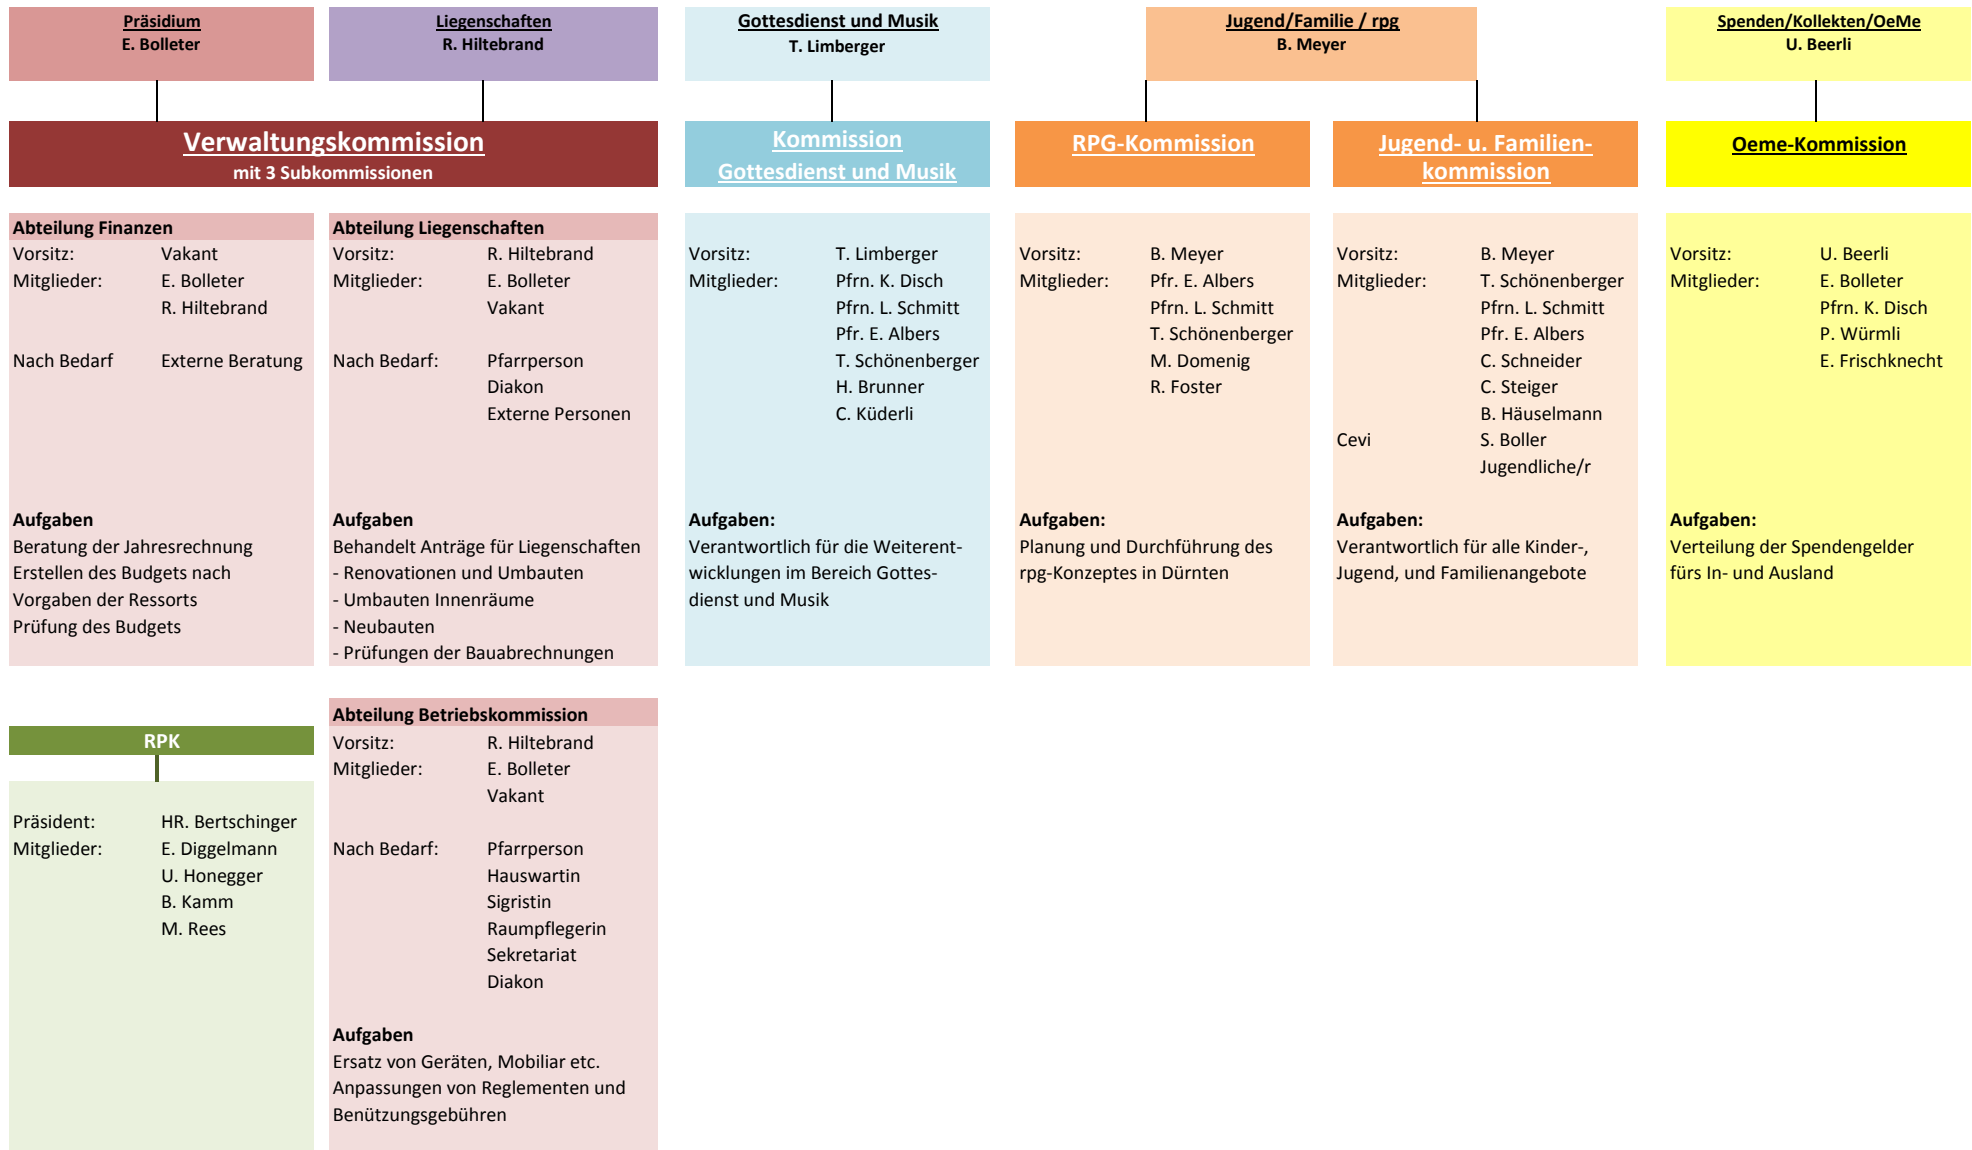 Präsidium
E. Bolleter
Liegenschaften
R. Hiltebrand
Gottesdienst und Musik
T. Limberger
Jugend/Familie / rpg
B. Meyer
Spenden/Kollekten/OeMe
U. Beerli
Verwaltungskommission
mit 3 Subkommissionen
Kommission
Gottesdienst und Musik
RPG-Kommission
Jugend- u. Familien-
kommission
Oeme-Kommission
Abteilung Finanzen
Vorsitz: Vakant
Mitglieder: E. Bolleter
R. Hiltebrand
Nach Bedarf Externe Beratung
Aufgaben
Beratung der Jahresrechnung
Erstellen des Budgets nach
Vorgaben der Ressorts
Prüfung des Budgets
Abteilung Liegenschaften
Vorsitz: R. Hiltebrand
Mitglieder: E. Bolleter
Vakant
Nach Bedarf: Pfarrperson
Diakon
Externe Personen
Aufgaben
Behandelt Anträge für Liegenschaften
- Renovationen und Umbauten
- Umbauten Innenräume
- Neubauten
- Prüfungen der Bauabrechnungen
Vorsitz: T. Limberger
Mitglieder: Pfrn. K. Disch
Pfrn. L. Schmitt
Pfr. E. Albers
T. Schönenberger
H. Brunner
C. Küderli
Aufgaben:
Verantwortlich für die Weiterent-
wicklungen im Bereich Gottes-
dienst und Musik
Vorsitz: B. Meyer
Mitglieder: Pfr. E. Albers
Pfrn. L. Schmitt
T. Schönenberger
M. Domenig
R. Foster
Aufgaben:
Planung und Durchführung des
rpg-Konzeptes in Dürnten
Vorsitz: B. Meyer
Mitglieder: T. Schönenberger
Pfrn. L. Schmitt
Pfr. E. Albers
C. Schneider
C. Steiger
B. Häuselmann
Cevi S. Boller
Jugendliche/r
Aufgaben:
Verantwortlich für alle Kinder-,
Jugend, und Familienangebote
Vorsitz: U. Beerli
Mitglieder: E. Bolleter
Pfrn. K. Disch
P. Würmli
E. Frischknecht
Aufgaben:
Verteilung der Spendengelder
fürs In- und Ausland
RPK
Präsident: HR. Bertschinger
Mitglieder: E. Diggelmann
U. Honegger
B. Kamm
M. Rees
Abteilung Betriebskommission
Vorsitz: R. Hiltebrand
Mitglieder: E. Bolleter
Vakant
Nach Bedarf: Pfarrperson
Hauswartin
Sigristin
Raumpflegerin
Sekretariat
Diakon
Aufgaben
Ersatz von Geräten, Mobiliar etc.
Anpassungen von Reglementen und
Benützungsgebühren